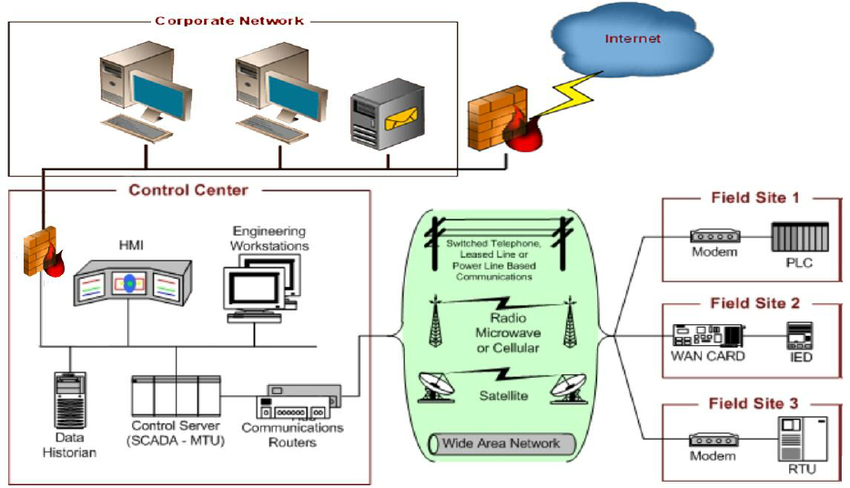 Corporate Network
Internet
Control Center
HMI
Engineering
Workstations
Data
Historian
Control Server
(SCADA - MTU)
Communications
Routers
Switched Telephone,
Leased Line or
Power Line Based
Communications
Radio
Microwave
or Cellular
Satellite
Wide Area Network
Field Site 1
Modem
PLC
Field Site 2
WAN CARD
IED
Field Site 3
Modem
RTU